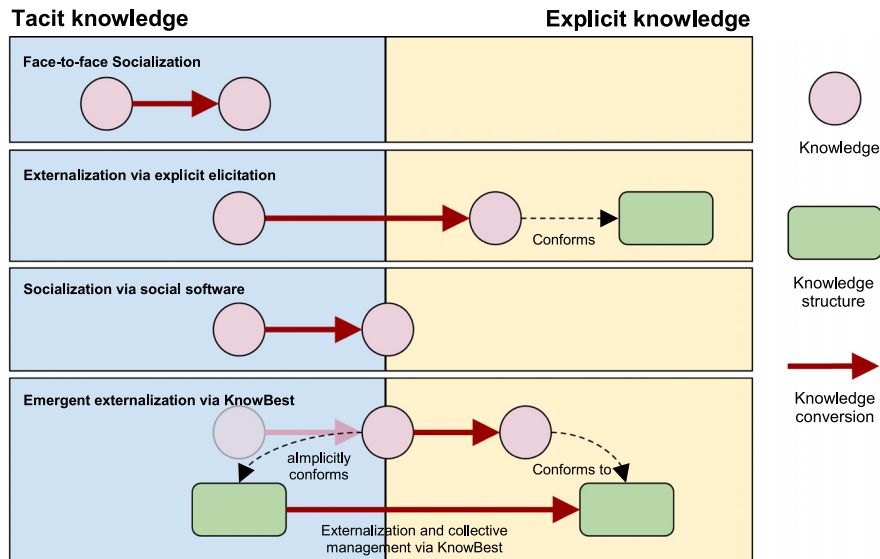 Tacit knowledge
Explicit knowledge
Face-to-face Socialization
Externalization via explicit elicitation
Conforms
Socialization via social software
Emergent externalization via KnowBest
aImplicitly
conforms
Conforms to
Externalization and collective
management via KnowBest
Knowledge
Knowledge
structure
Knowledge
conversion